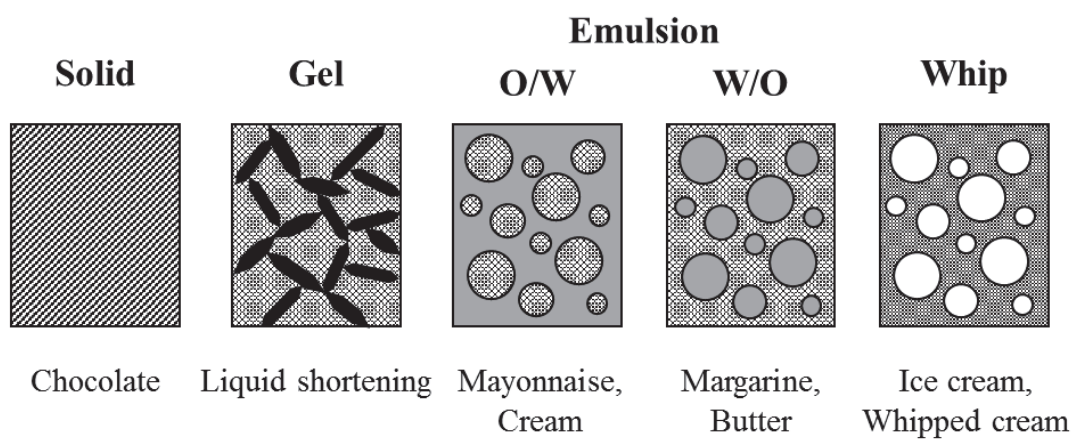 Emulsion
Solid
Gel
O/W
W/O
Whip
Chocolate
Liquid shortening
Mayonnaise,
Cream
Margarine,
Butter
Ice cream,
Whipped cream